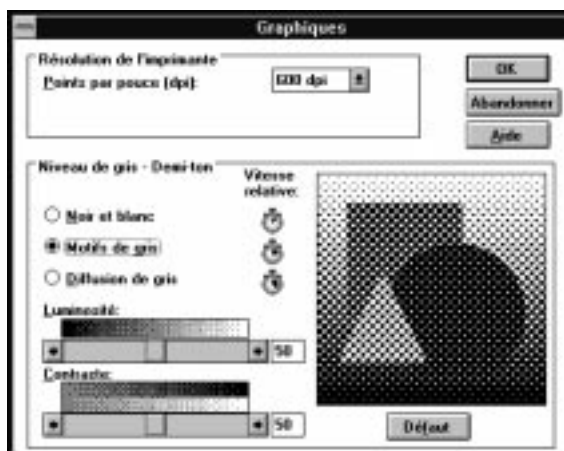 Graphiques
Résolution de l'imprimante
Points par pouce (dpi):
600 dpi
OK
Abandonner
Aide
Niveau de gris - Demi-ton
Vitesse
relative:
Noir et blanc
Motifs de gris
Diffusion de gris
Luminosité:
50
Contraste:
50
Défaut